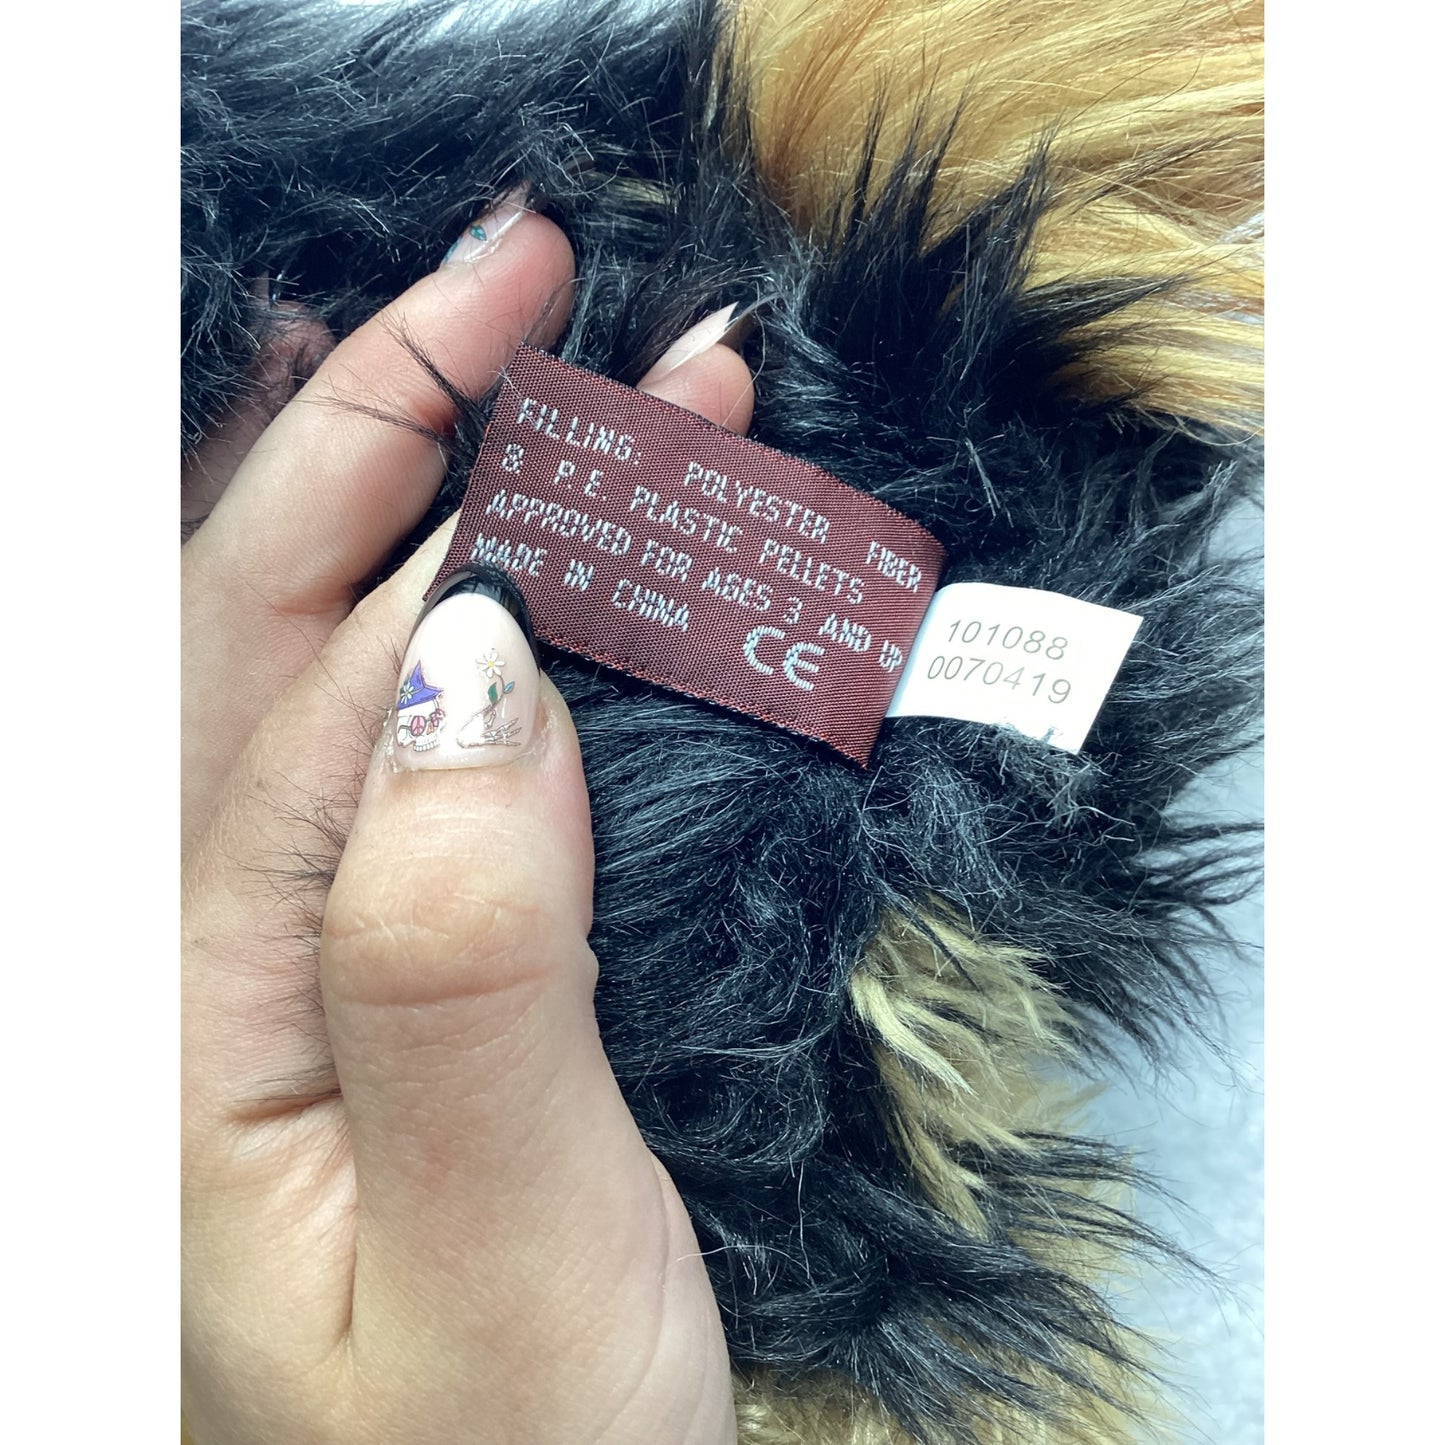 FILLING: POLYESTER FIBER
& P.E. PLASTIC PELLETS
APPROVED FOR AGES 3 AND UP
MADE IN CHINA
CE
101088
0070419